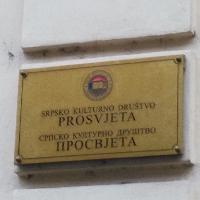 SRPSKO KULTURNO DRUŠTVO
PROSVJETA
СРПСКО КУЛТУРНО ДРУШТВО
ПРОСВЈЕТА